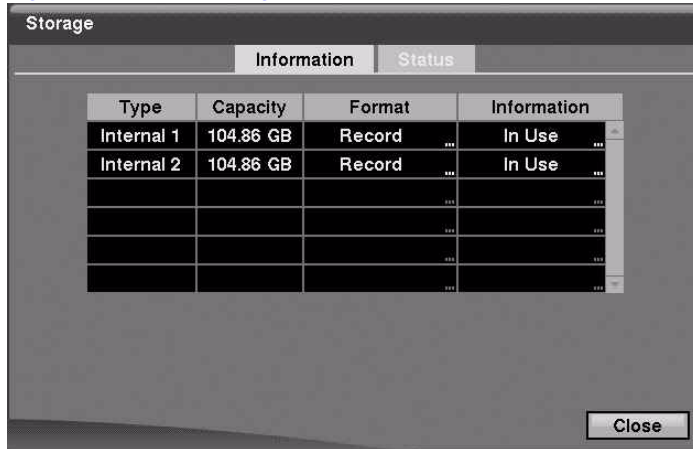 Storage
Information Status
Type Capacity Format Information
Internal 1 104.86 GB Record ... In Use ...
Internal 2 104.86 GB Record ... In Use ...
... ...
... ...
... ...
... ...
Close